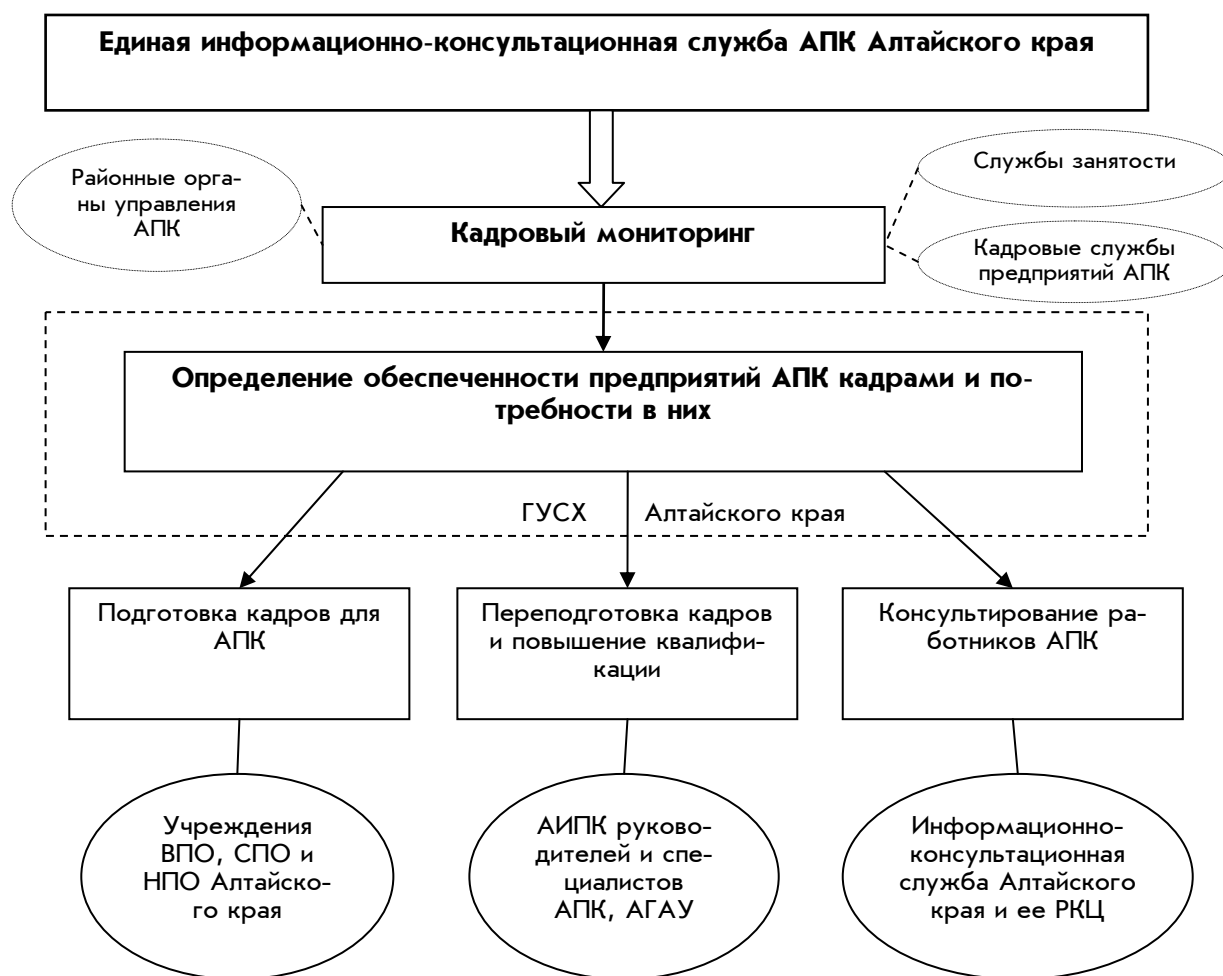 Единая информационно-консультационная служба АПК Алтайского края
Районные орга-
ны управления
АПК
Службы занятости
Кадровый мониторинг
Кадровые службы
предприятий АПК
Определение обеспеченности предприятий АПК кадрами и по-
требности в них
ГУСХ Алтайского края
Подготовка кадров для
АПК
Переподготовка кадров
и повышение квалифи-
кации
Консультирование ра-
ботников АПК
Учреждения
ВПО, СПО и
НПО Алтайско-
го края
АИПК руково-
дителей и спе-
циалистов
АПК, АГАУ
Информационно-
консультационная
служба Алтайского
края и ее РКЦ